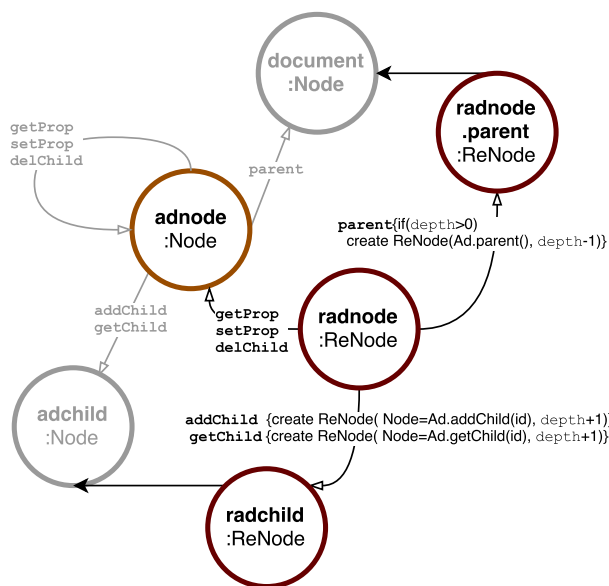 document
:Node
radnode
.parent
:ReNode
getProp
setProp
delChild
parent
adnode
:Node
parent{if(depth>0)
create ReNode(Ad.parent(), depth-1)}
addChild
getChild
getProp
setProp
delChild
radnode
:ReNode
adchild
:Node
addChild {create ReNode( Node=Ad.addChild(id), depth+1)}
getChild {create ReNode( Node=Ad.getChild(id), depth+1)}
radchild
:ReNode